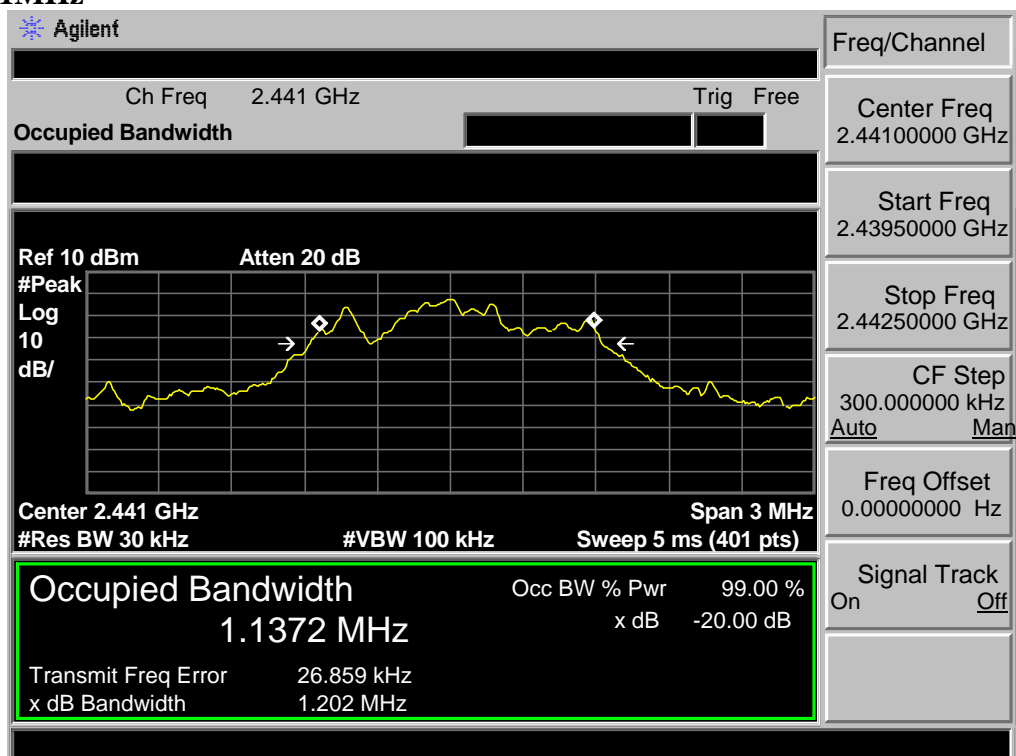 Agilent
Freq/Channel
Ch Freq 2.441 GHz Trig Free
Occupied Bandwidth
Center Freq
2.44100000 GHz
Start Freq
2.43950000 GHz
Stop Freq
2.44250000 GHz
CF Step
300.000000 kHz
Auto Man
Freq Offset
0.00000000 Hz
Signal Track
On Off
Ref 10 dBm Atten 20 dB
#Peak
Log
10
dB/
Center 2.441 GHz Span 3 MHz
#Res BW 30 kHz #VBW 100 kHz Sweep 5 ms (401 pts)
Occupied Bandwidth
1.1372 MHz
Occ BW % Pwr 99.00 %
x dB -20.00 dB
Transmit Freq Error 26.859 kHz
x dB Bandwidth 1.202 MHz